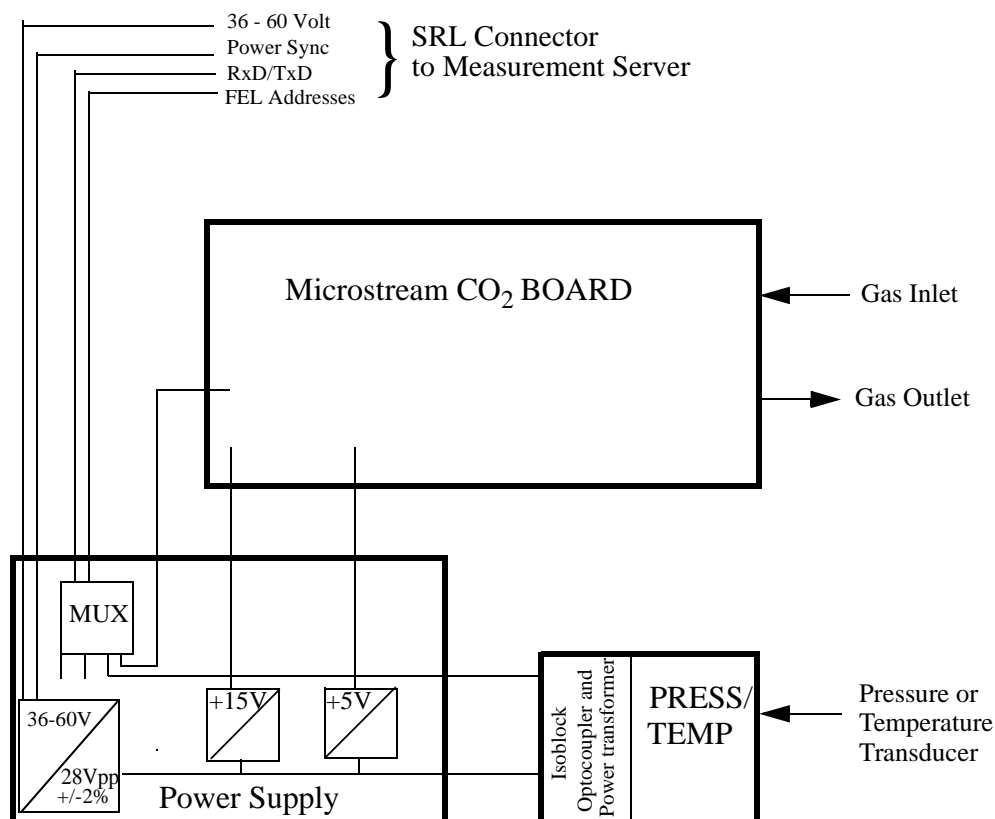 36 - 60 Volt
Power Sync
RxD/TxD
FEL Addresses
SRL Connector
to Measurement Server
Microstream CO2 BOARD
Gas Inlet
Gas Outlet
MUX
+15V
+5V
36-60V
28Vpp
+/-2%
Power Supply
Isoblock
Optocoupler and
Power transformer
PRESS/
TEMP
Pressure or
Temperature
Transducer